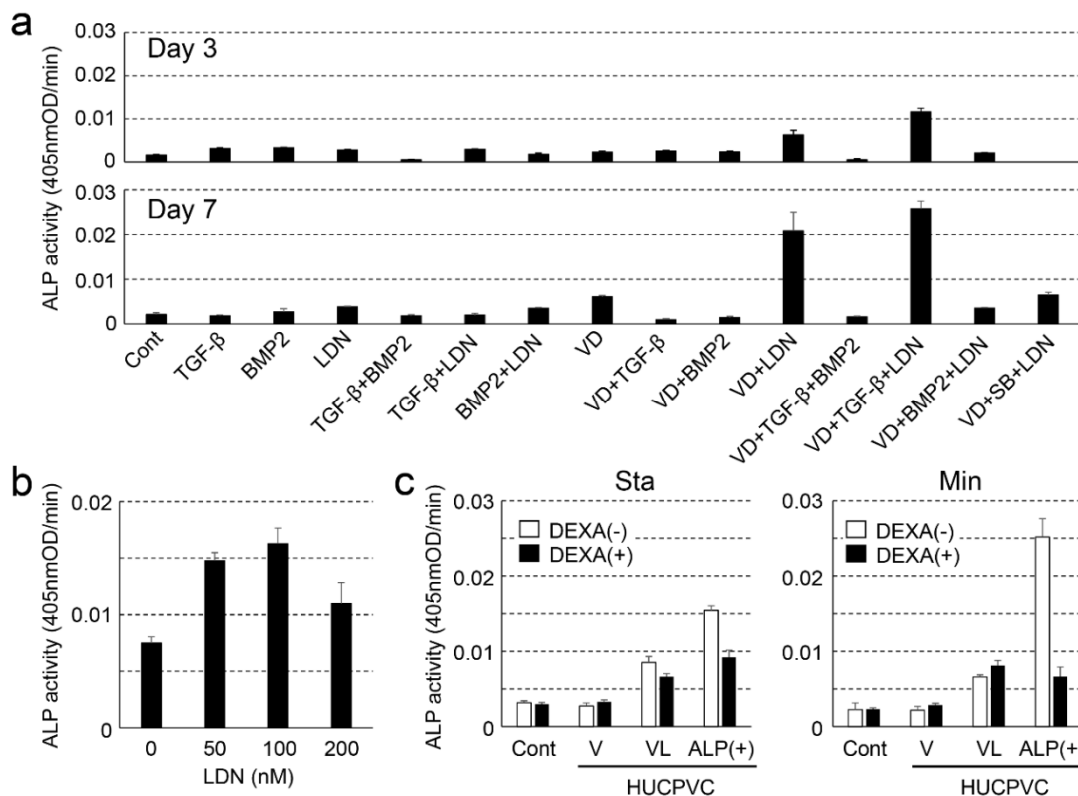 a
Day 3
0.03
0.02
0.01
0
Day 7
0.03
0.02
0.01
0
ALP activity (405nmOD/min)
Cont
TGF-β
BMP2
LDN
TGF-β+BMP2
TGF-β+LDN
BMP2+LDN
VD
VD+TGF-β
VD+BMP2
VD+LDN
VD+TGF-β+BMP2
VD+TGF-β+LDN
VD+BMP2+LDN
VD+SB+LDN
b
ALP activity (405nmOD/min)
0.02
0.01
0
0 50 100 200
LDN (nM)
c
ALP activity (405nmOD/min)
Sta
0.03
0.02
0.01
0
DEXA(-)
DEXA(+)
Cont V VL ALP(+)
HUCPVC
Min
0.03
0.02
0.01
0
DEXA(-)
DEXA(+)
Cont V VL ALP(+)
HUCPVC